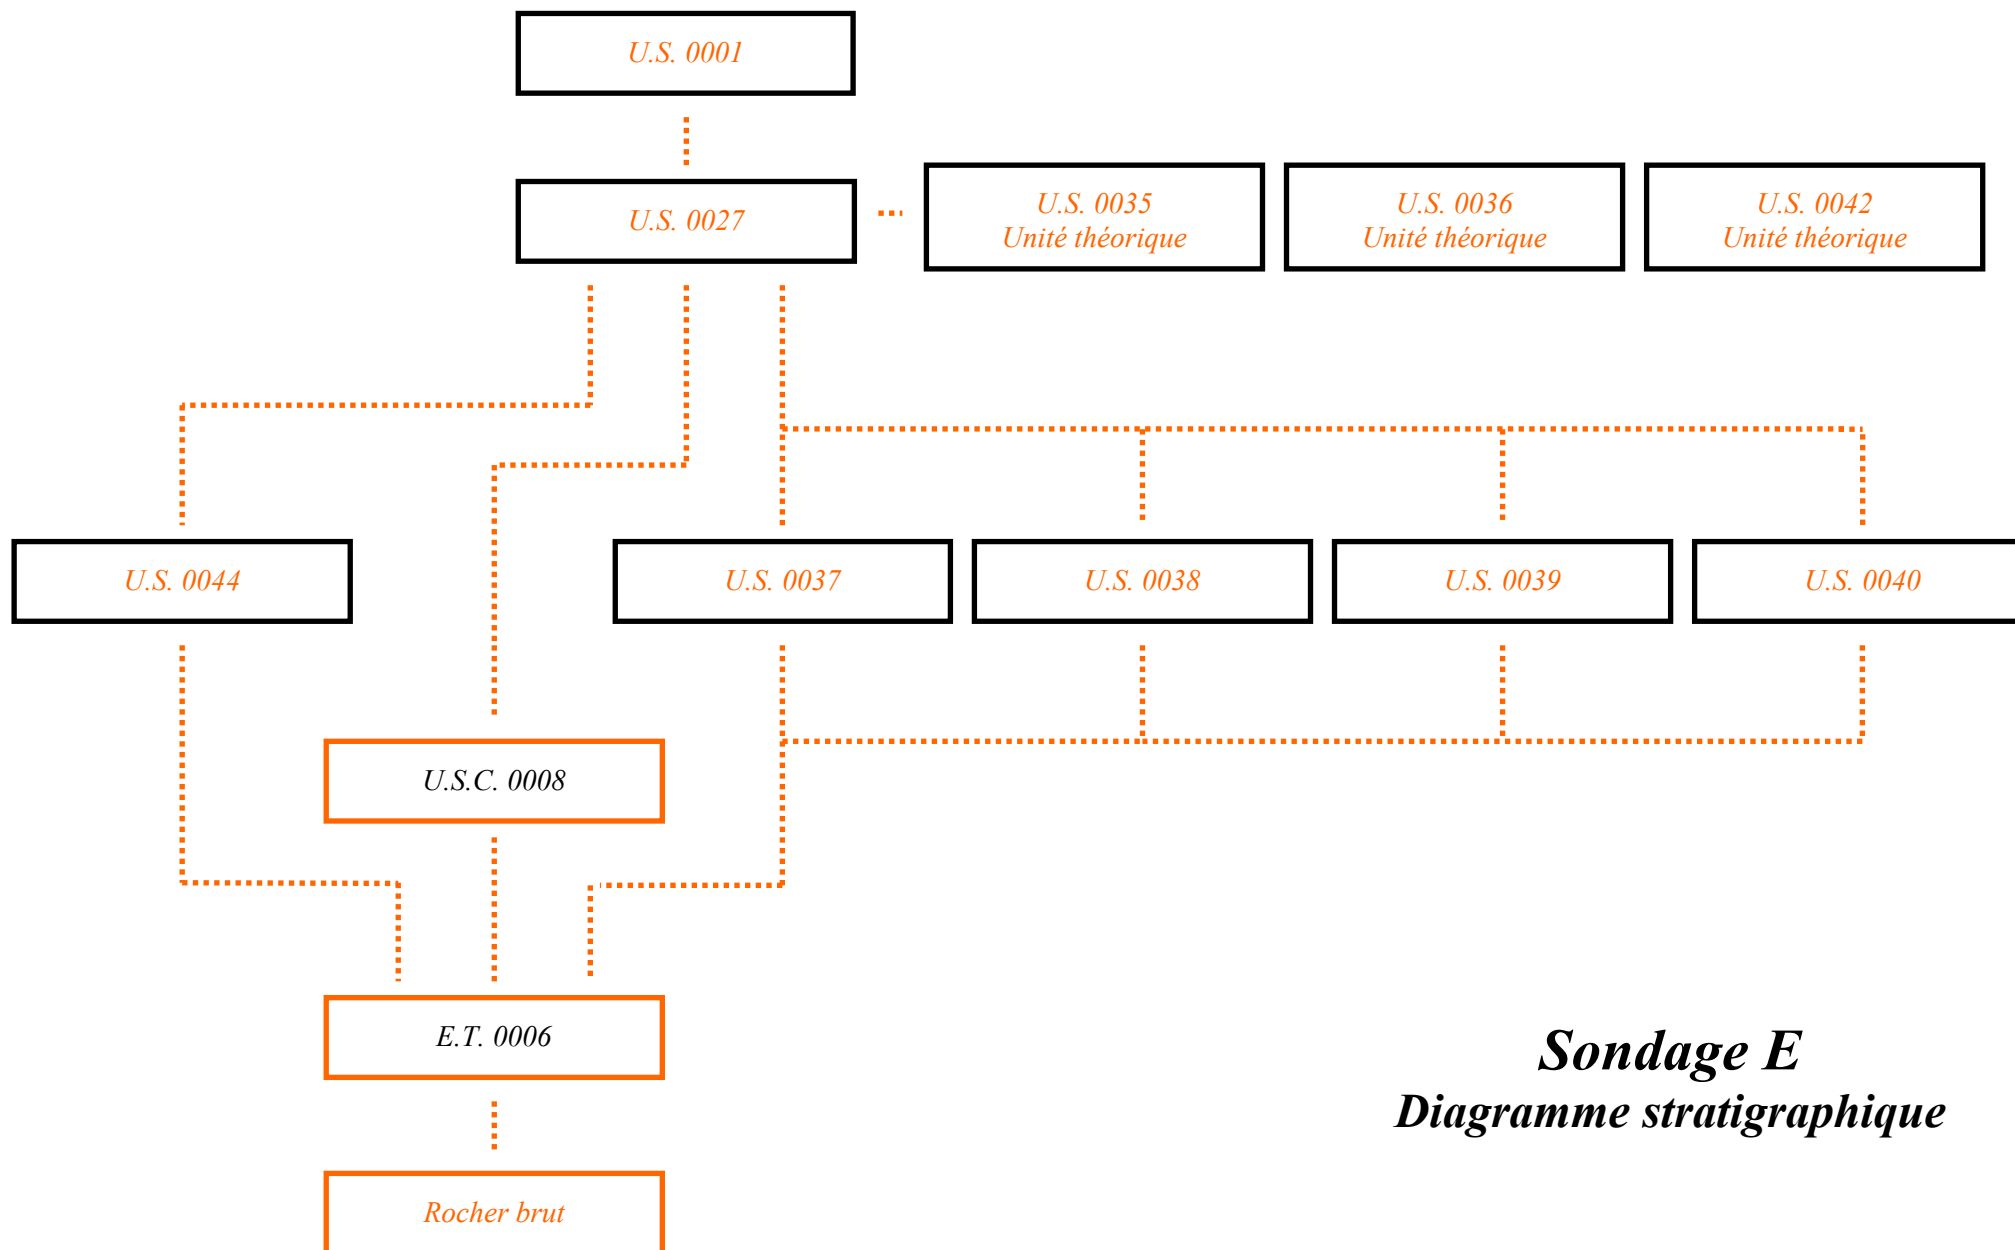 U.S. 0001
U.S. 0027
U.S. 0035
Unité théorique
U.S. 0036
Unité théorique
U.S. 0042
Unité théorique
U.S. 0044
U.S. 0037
U.S. 0038
U.S. 0039
U.S. 0040
U.S.C. 0008
E.T. 0006
Rocher brut
Sondage E
Diagramme stratigraphique